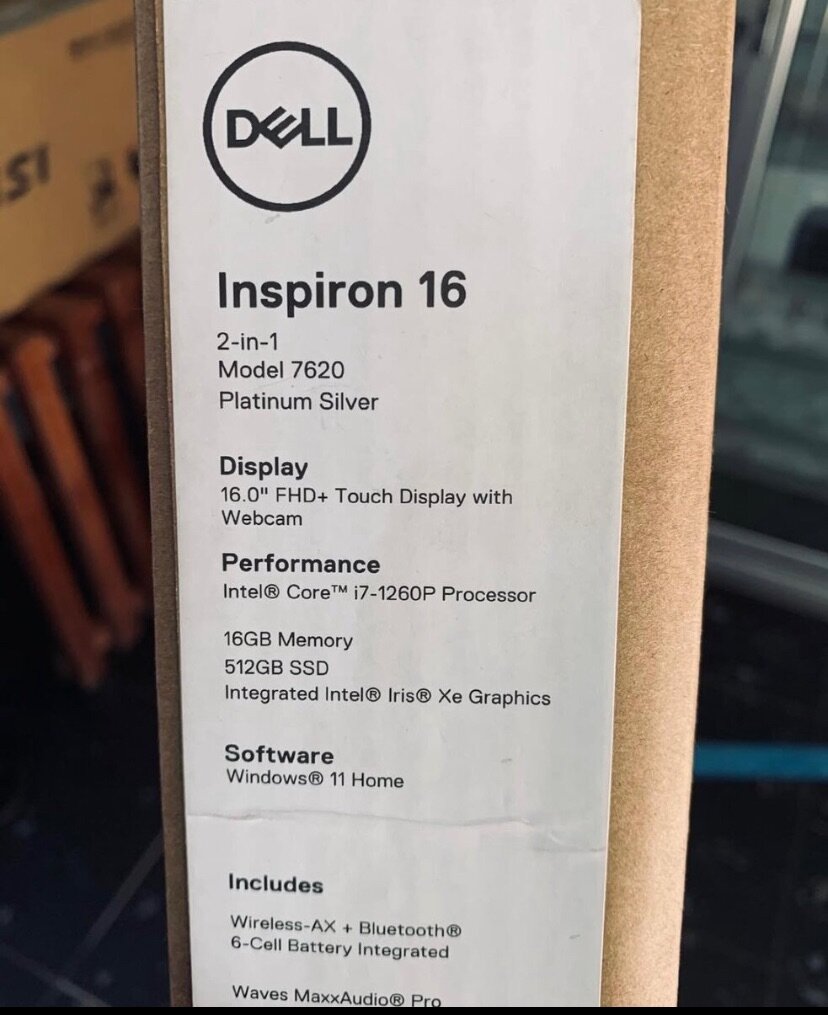 DELL
Inspiron 16
2-in-1
Model 7620
Platinum Silver
Display
16.0" FHD+ Touch Display with
Webcam
Performance
Intel® Core™ i7-1260P Processor
16GB Memory
512GB SSD
Integrated Intel® Iris® Xe Graphics
Software
Windows® 11 Home
Includes
Wireless-AX + Bluetooth®
6-Cell Battery Integrated
Waves MaxxAudio® Pro